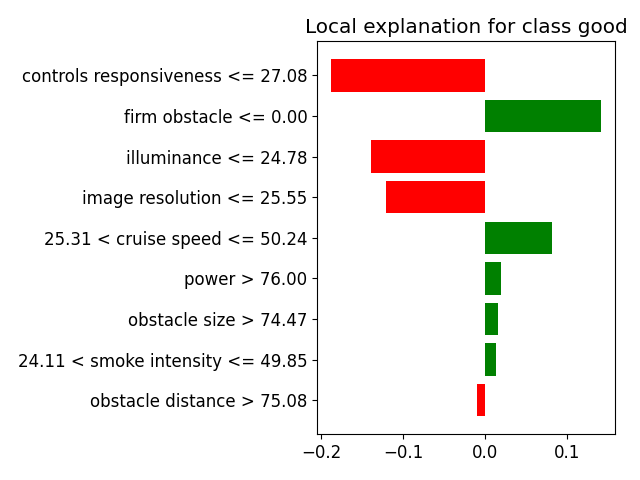 Local explanation for class good
controls responsiveness <= 27.08
firm obstacle <= 0.00
illuminance <= 24.78
image resolution <= 25.55
25.31 < cruise speed <= 50.24
power > 76.00
obstacle size > 74.47
24.11 < smoke intensity <= 49.85
obstacle distance > 75.08
−0.2 −0.1 0.0 0.1